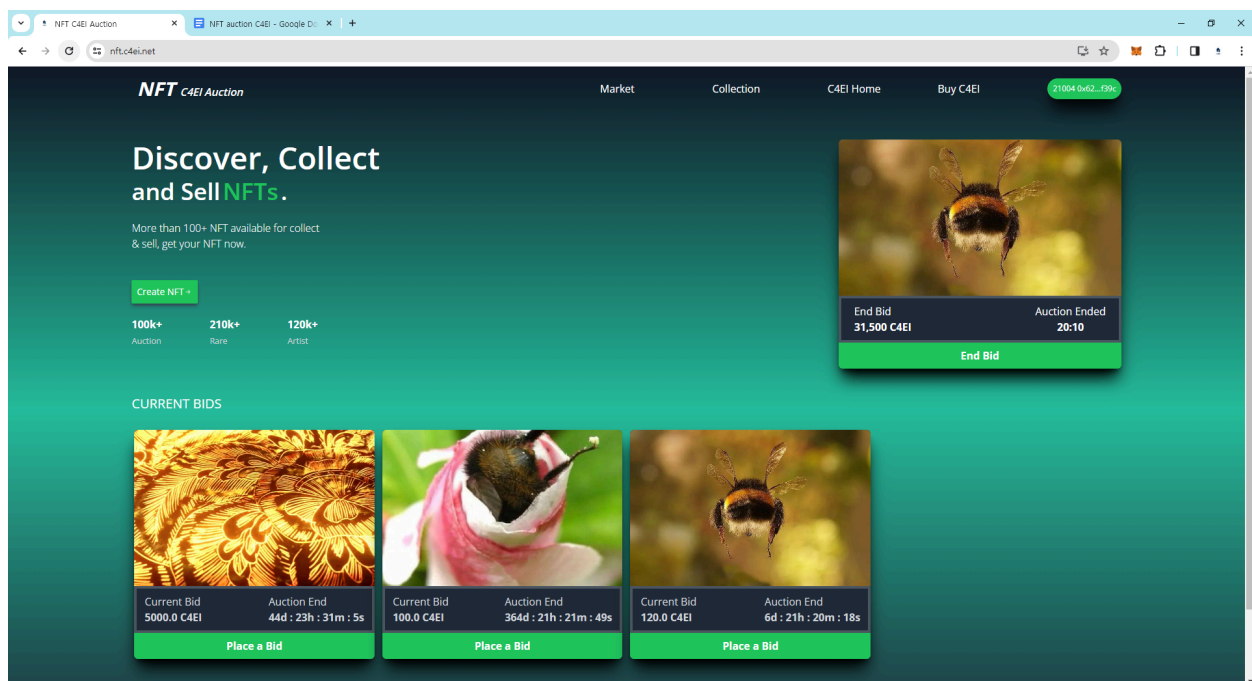 NFT C4EI Auction
NFT auction C4EI - Google Do
nft.c4ei.net
NFT C4EI Auction
Market
Collection
C4EI Home
Buy C4EI
21004 0x62...f39c
Discover, Collect
and Sell NFTs.
More than 100+ NFT available for collect
& sell, get your NFT now.
Create NFT +
100k+ 210k+ 120k+
Auction Rare Artist
End Bid Auction Ended
31,500 C4EI 20:10
End Bid
CURRENT BIDS
Current Bid Auction End
5000.0 C4EI 44d : 23h : 31m : 5s
Place a Bid
Current Bid Auction End
100.0 C4EI 364d : 21h : 21m : 49s
Place a Bid
Current Bid Auction End
120.0 C4EI 6d : 21h : 20m : 18s
Place a Bid